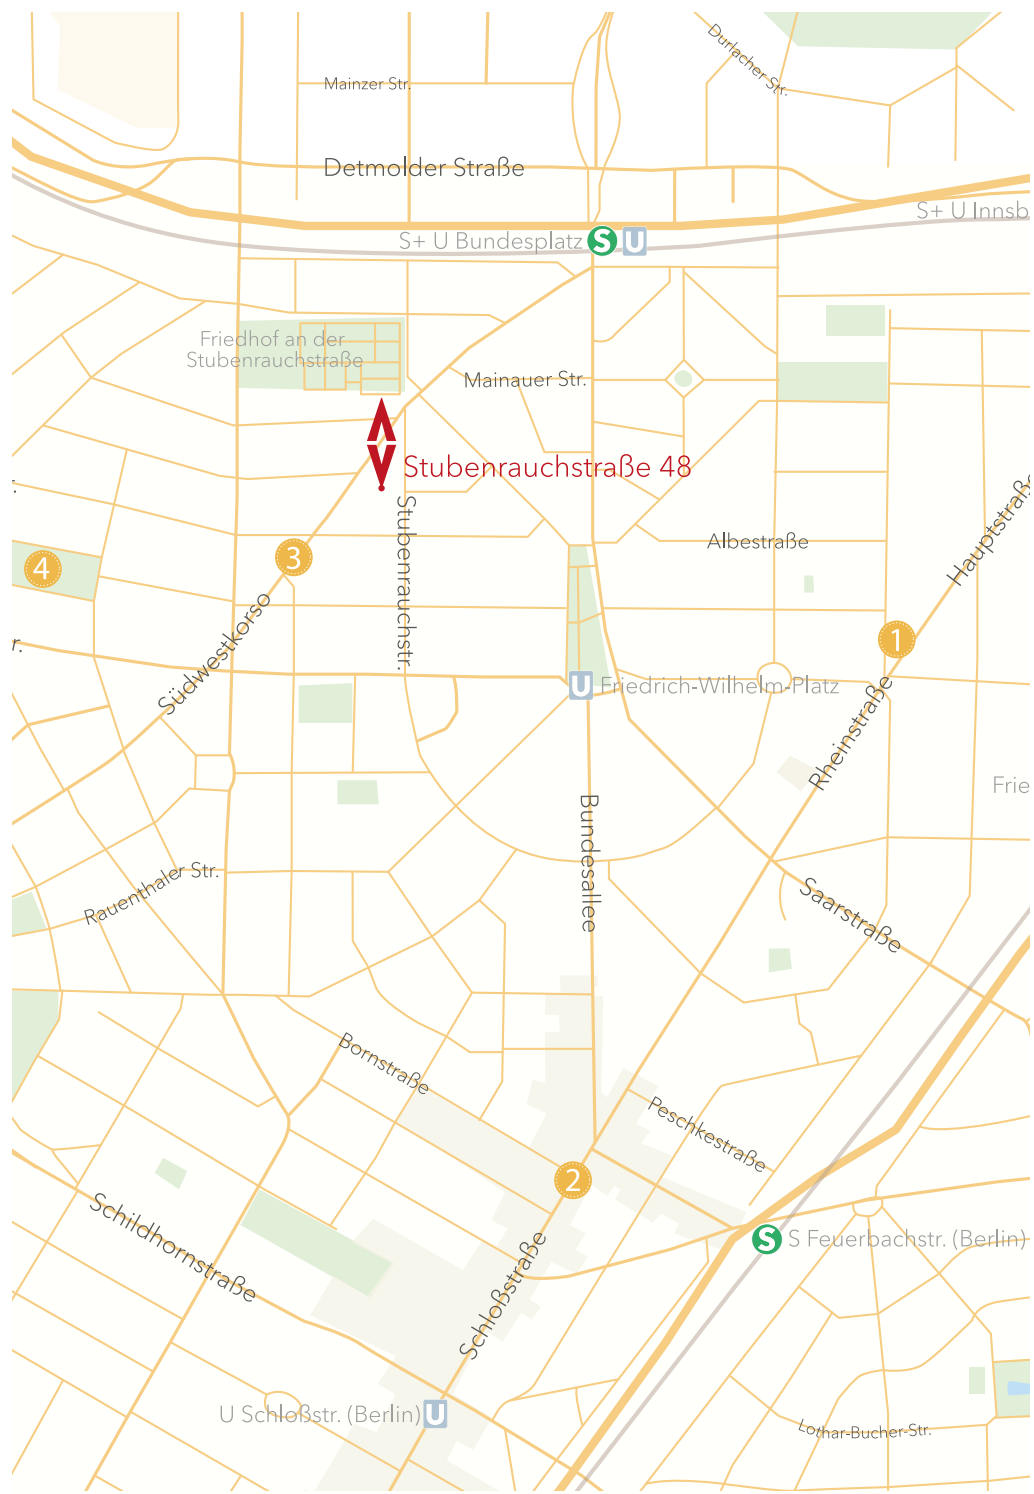 Durlacher Str.
Mainzer Str.
Detmolder Straße
S+ U Innsb
S+ U Bundesplatz
S
U
Friedhof an der
Stubenrauchstraße
Mainauer Str.
Stubenrauchstraße 48
Hauptstraße
Stubenrauchstr.
Albestraße
3
4
Südwestkorso
1
r.
U
Friedrich-Wilhelm-Platz
Rheinstraße
Frie
Bundesallee
Rauenthaler Str.
Saarstraße
Bornstraße
Peschkestraße
2
Schildhornstraße
S
S Feuerbachstr. (Berlin)
Schloßstraße
U Schloßstr. (Berlin)
U
Lothar-Bucher-Str.